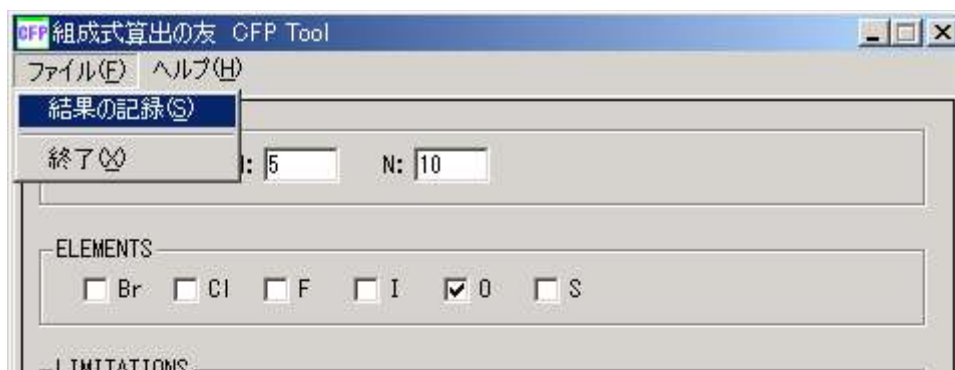 CFP 組成式算出の友 CFP Tool
ファイル(F) ヘルプ(H)
結果の記録(S)
終了(X)
: 5 N: 10
ELEMENTS
Br Cl F I O S
LIMITATIONS